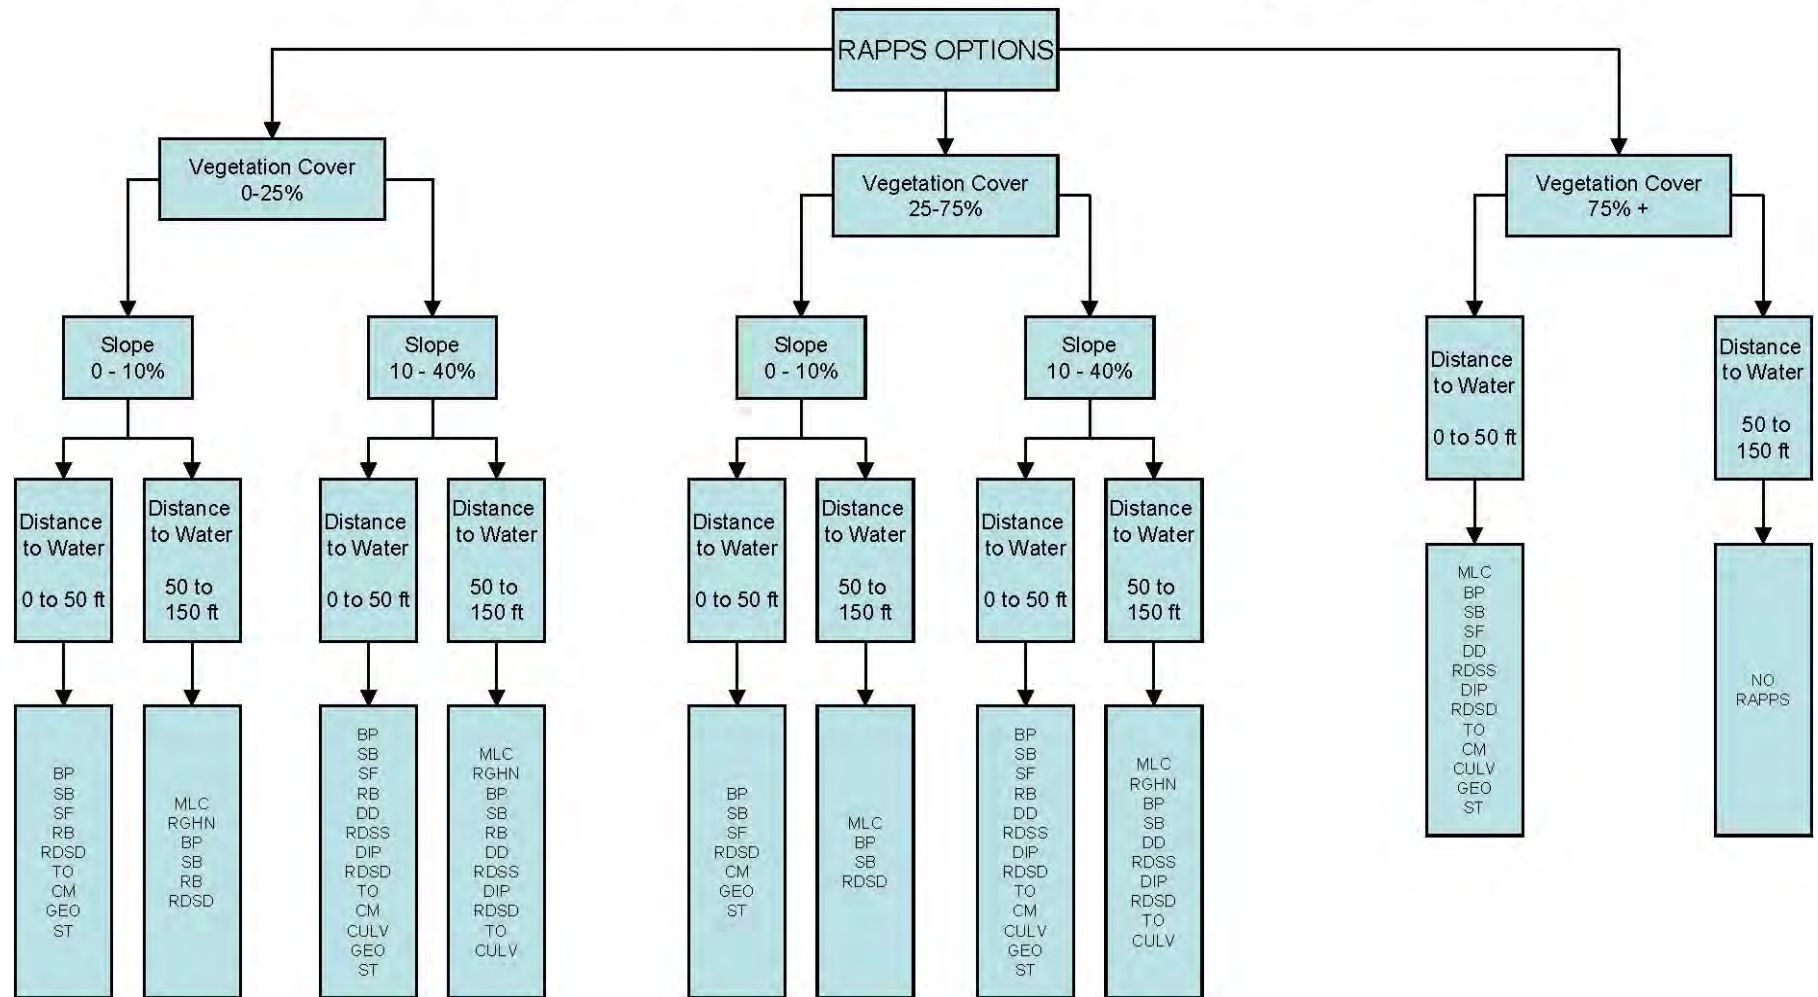 RAPPS OPTIONS
Vegetation Cover
0-25%
Vegetation Cover
25-75%
Vegetation Cover
75% +
Slope
0 - 10%
Slope
10 - 40%
Slope
0 - 10%
Slope
10 - 40%
Distance
to Water
0 to 50 ft
Distance
to Water
50 to
150 ft
Distance
to Water
0 to 50 ft
Distance
to Water
50 to
150 ft
Distance
to Water
0 to 50 ft
Distance
to Water
50 to
150 ft
Distance
to Water
0 to 50 ft
Distance
to Water
50 to
150 ft
Distance
to Water
0 to 50 ft
Distance
to Water
50 to
150 ft
BP
SB
SF
RB
RDSD
TO
CM
GEO
ST
MLC
RGHN
BP
SB
RB
RDSD
BP
SB
SF
RB
DD
RDSS
DIP
RDSD
TO
CM
CULV
GEO
ST
MLC
RGHN
BP
SB
RB
DD
RDSS
DIP
RDSD
TO
CULV
BP
SB
SF
RDSD
CM
GEO
ST
MLC
BP
SB
RDSD
BP
SB
SF
RB
DD
RDSS
DIP
RDSD
TO
CM
CULV
GEO
ST
MLC
RGHN
BP
SB
DD
RDSS
DIP
RDSD
TO
CULV
MLC
BP
SB
SF
DD
RDSS
DIP
RDSD
TO
CM
CULV
GEO
ST
NO
RAPPS